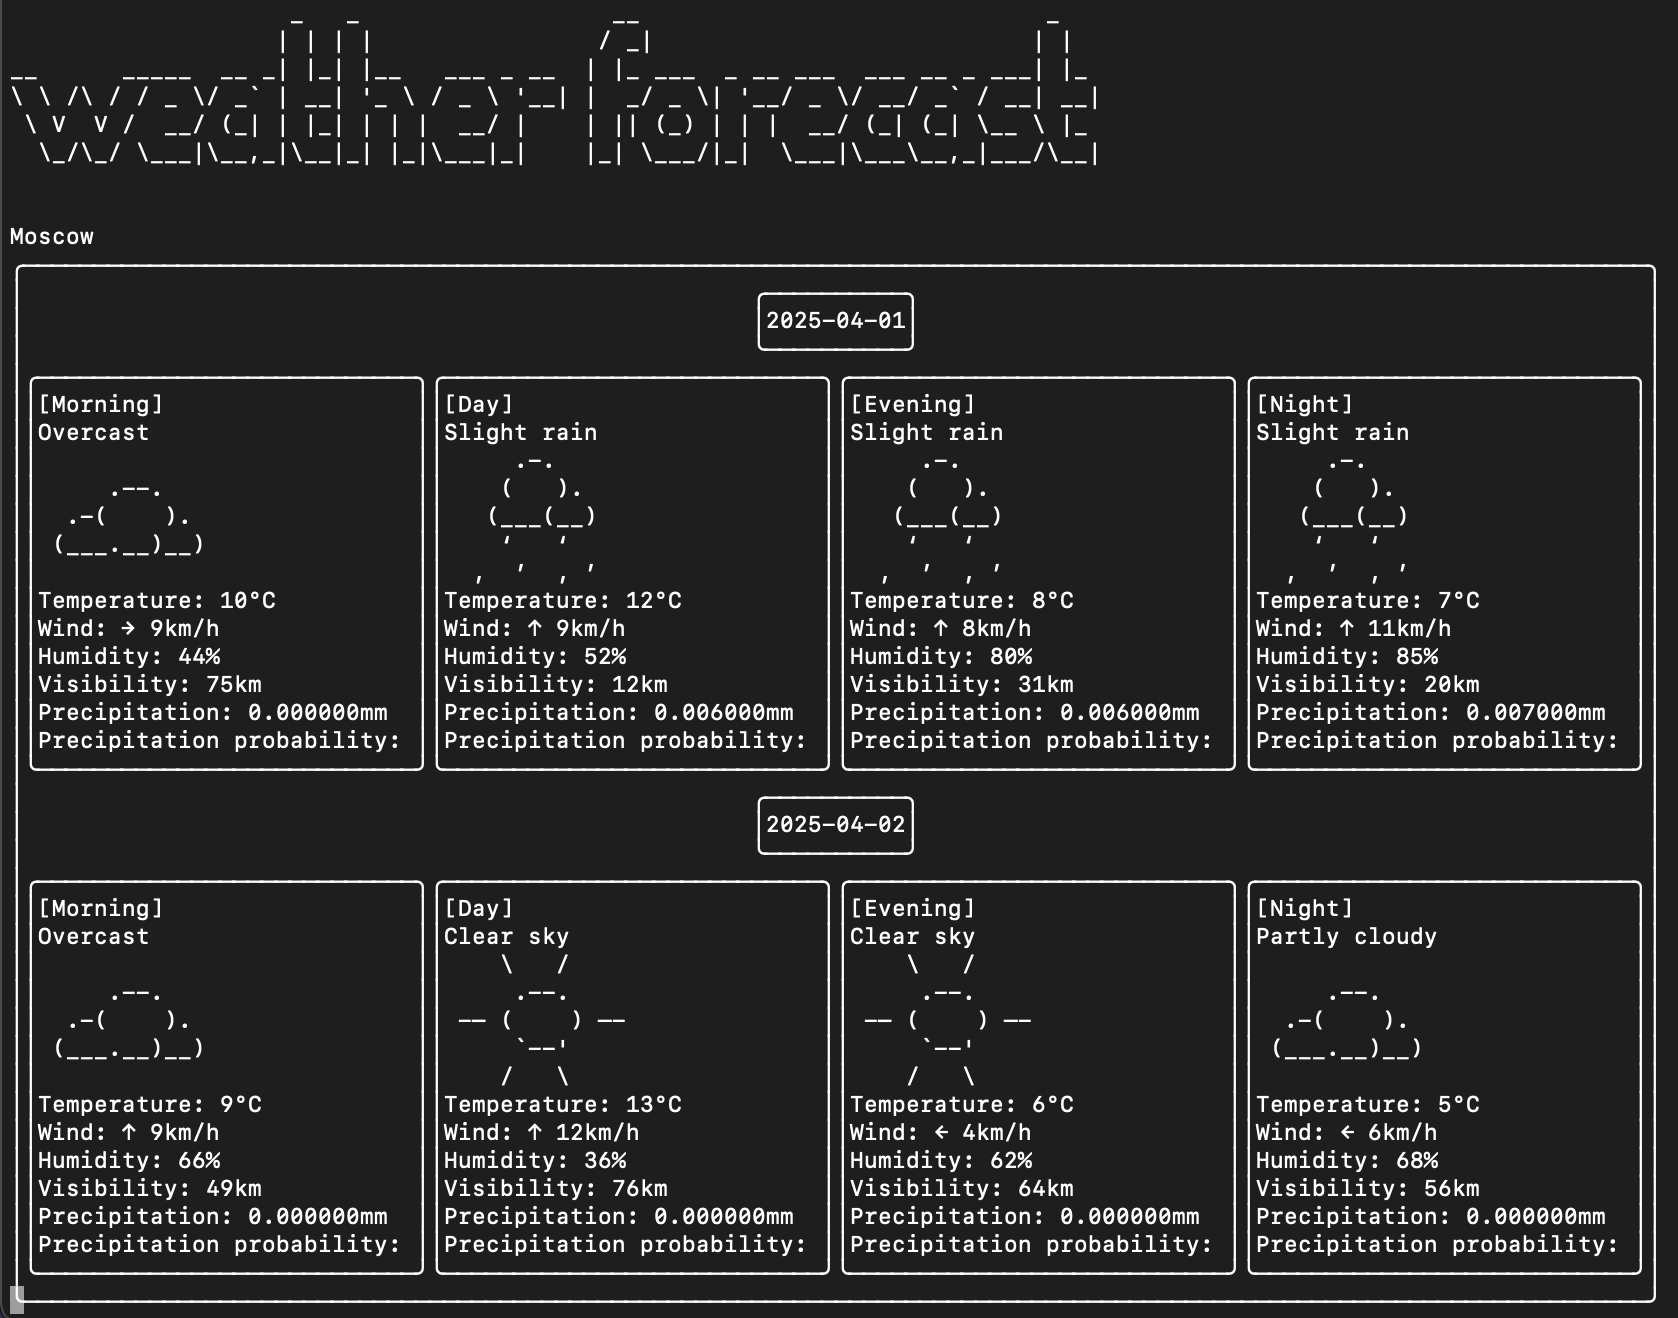 weather forecast
Moscow
2025-04-01
[Morning]
Overcast
Temperature: 10°C
Wind: → 9km/h
Humidity: 44%
Visibility: 75km
Precipitation: 0.000000mm
Precipitation probability:
[Day]
Slight rain
Temperature: 12°C
Wind: ↑ 9km/h
Humidity: 52%
Visibility: 12km
Precipitation: 0.006000mm
Precipitation probability:
[Evening]
Slight rain
Temperature: 8°C
Wind: ↑ 8km/h
Humidity: 80%
Visibility: 31km
Precipitation: 0.006000mm
Precipitation probability:
[Night]
Slight rain
Temperature: 7°C
Wind: ↑ 11km/h
Humidity: 85%
Visibility: 20km
Precipitation: 0.007000mm
Precipitation probability:
2025-04-02
[Morning]
Overcast
Temperature: 9°C
Wind: ↑ 9km/h
Humidity: 66%
Visibility: 49km
Precipitation: 0.000000mm
Precipitation probability:
[Day]
Clear sky
Temperature: 13°C
Wind: ↑ 12km/h
Humidity: 36%
Visibility: 76km
Precipitation: 0.000000mm
Precipitation probability:
[Evening]
Clear sky
Temperature: 6°C
Wind: ← 4km/h
Humidity: 62%
Visibility: 64km
Precipitation: 0.000000mm
Precipitation probability:
[Night]
Partly cloudy
Temperature: 5°C
Wind: ← 6km/h
Humidity: 68%
Visibility: 56km
Precipitation: 0.000000mm
Precipitation probability: